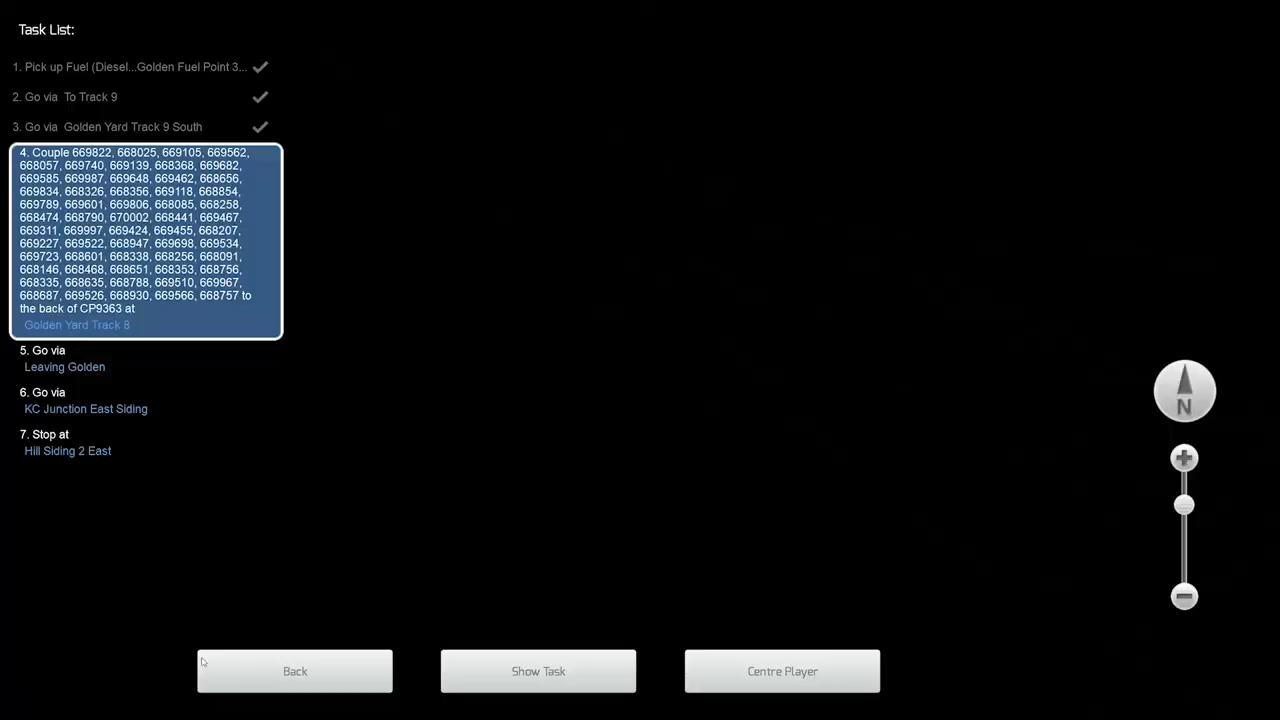 Task List:
1. Pick up Fuel (Diesel...Golden Fuel Point 3...
2. Go via  To Track 9
3. Go via  Golden Yard Track 9 South
4. Couple 669822, 668025, 669105, 669562,
668057, 669740, 669139, 668368, 669682,
669585, 669987, 669648, 669462, 668656,
669834, 668326, 668356, 669118, 668854,
669789, 669601, 669806, 668085, 668258,
668474, 668790, 670002, 668441, 669467,
669311, 669997, 669424, 669455, 668207,
669227, 669522, 668947, 669698, 669534,
669723, 668601, 668338, 668256, 668091,
668146, 668468, 668651, 668353, 668756,
668335, 668635, 668788, 669510, 669967,
668687, 669526, 668930, 669566, 668757 to
the back of CP9363 at
Golden Yard Track 8
5. Go via
Leaving Golden
6. Go via
KC Junction East Siding
7. Stop at
Hill Siding 2 East
N
Back
Show Task
Centre Player